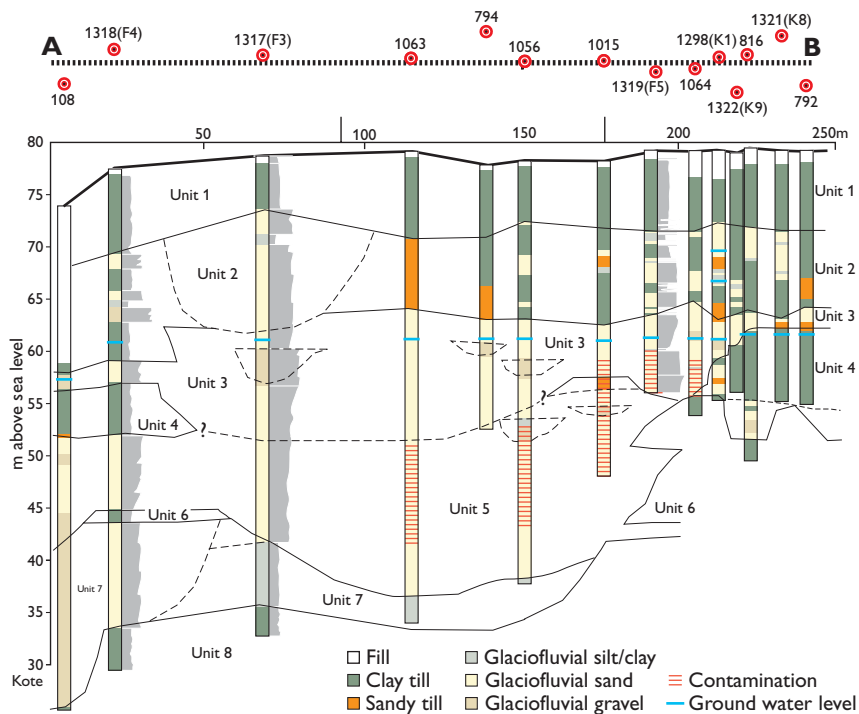 794
1321(K8)
A
1318(F4)
1317(F3)
1063
1056
1015
1298(K1)
816
B
108
1319(F5)
1064
1322(K9)
792
80
50
100
150
200
250m
75
70
65
60
55
50
45
40
35
30
Kote
m above sea level
Unit 1
Unit 1
Unit 2
Unit 2
Unit 3
Unit 3
Unit 3
Unit 4
Unit 4
?
?
Unit 5
Unit 6
Unit 6
Unit 7
Unit 7
Unit 8
Fill
Clay till
Sandy till
Glaciofluvial silt/clay
Glaciofluvial sand
Glaciofluvial gravel
Contamination
Ground water level